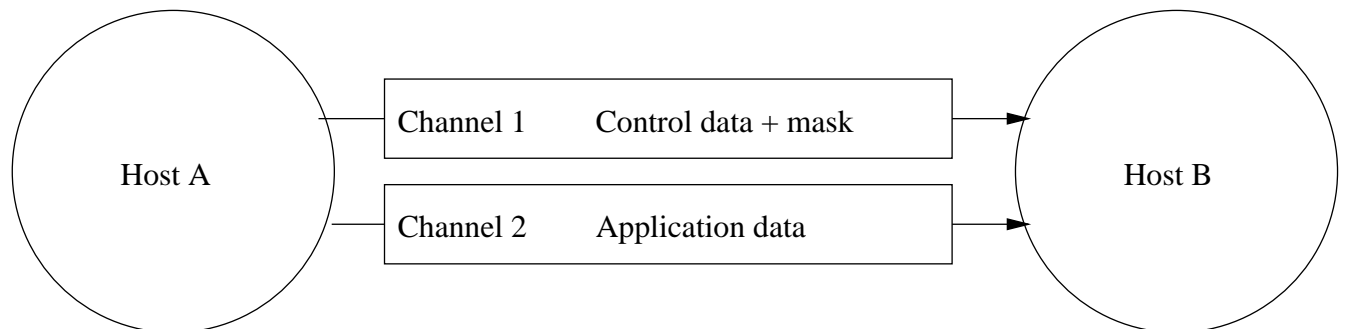 Host A
Channel 1 Control data + mask
Channel 2 Application data
Host B